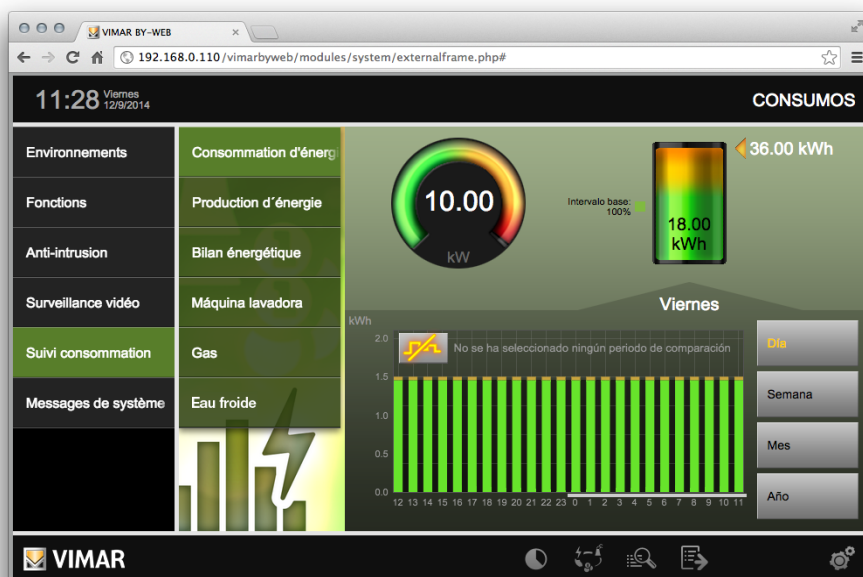 VIMAR BY-WEB
192.168.0.110/vimarbyweb/modules/system/externalframe.php#
11:28 Viernes 12/9/2014
CONSUMOS
Environnements
Fonctions
Anti-intrusion
Surveillance vidéo
Suivi consommation
Messages de système
Consommation d'énergi
Production d´énergie
Bilan énergétique
Máquina lavadora
Gas
Eau froide
10.00
kW
Intervalo base:
100%
36.00 kWh
18.00
kWh
Viernes
kWh
2.0
No se ha seleccionado ningún periodo de comparación
1.5
1.0
0.5
0.0
12 13 14 15 16 17 18 19 20 21 22 23 0 1 2 3 4 5 6 7 8 9 10 11
Día
Semana
Mes
Año
VIMAR